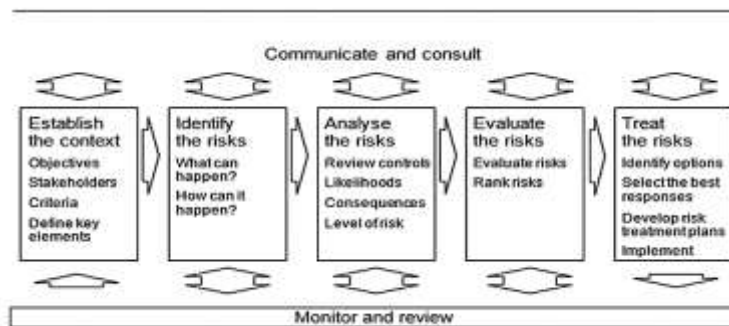 Communicate and consult
Establish
the context
Objectives
Stakeholders
Criteria
Define key
elements
Identify
the risks
What can
happen?
How can it
happen?
Analyse
the risks
Review controls
Likelihoods
Consequences
Level of risk
Evaluate
the risks
Evaluate risks
Rank risks
Treat
the risks
Identify options
Select the best
responses
Develop risk
treatment plans
Implement
Monitor and review